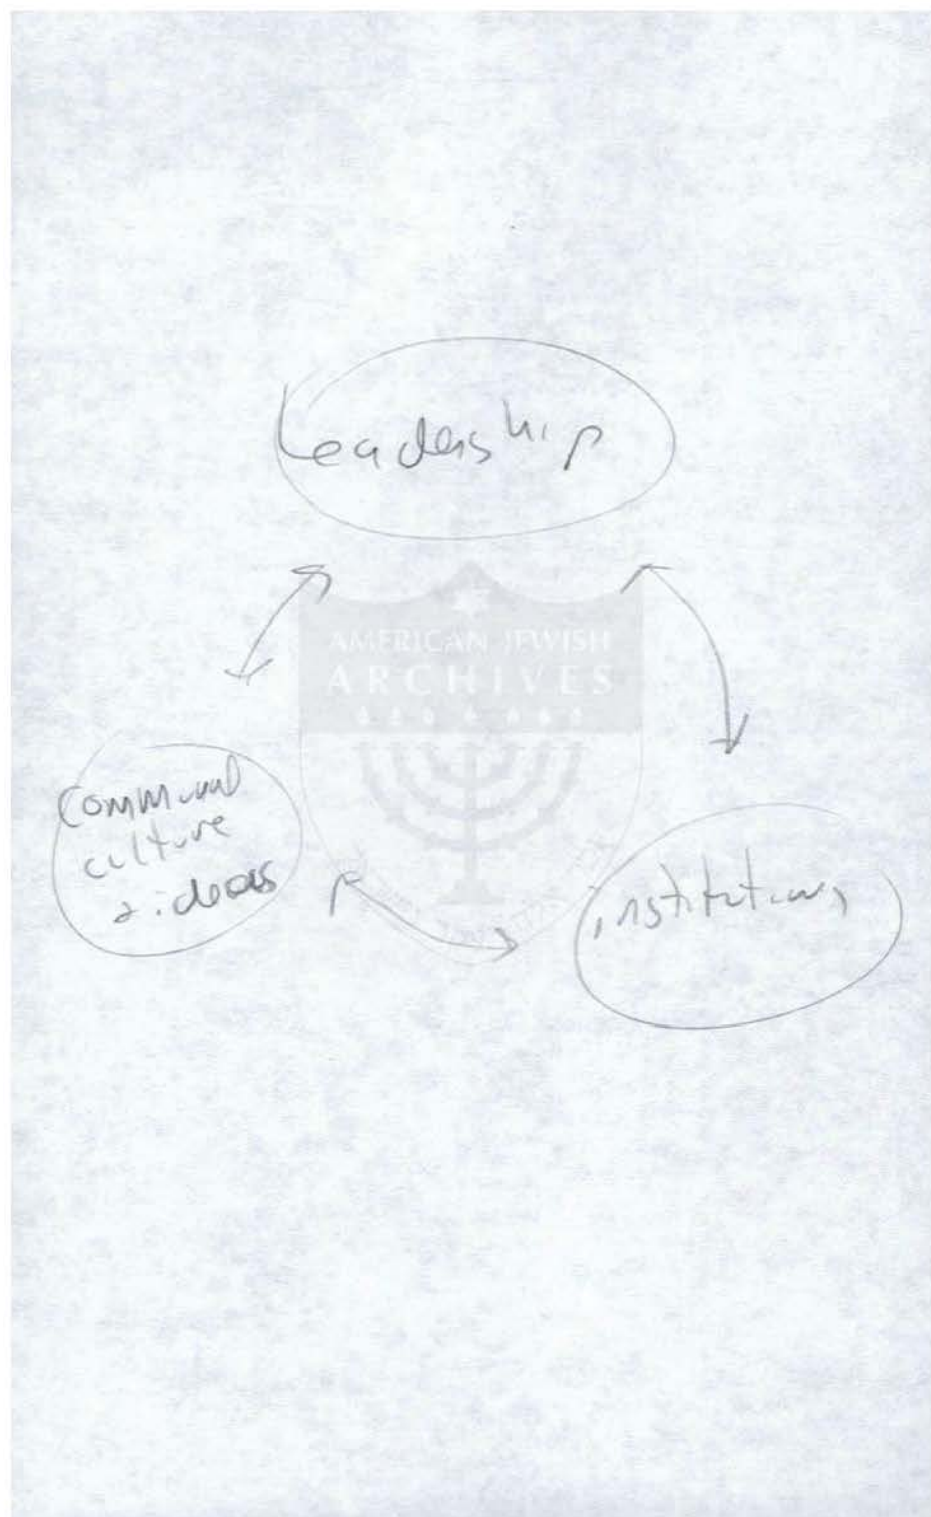 Leadership
AMERICAN JEWISH
ARCHIVES
Communal
culture
& ideas
institutions